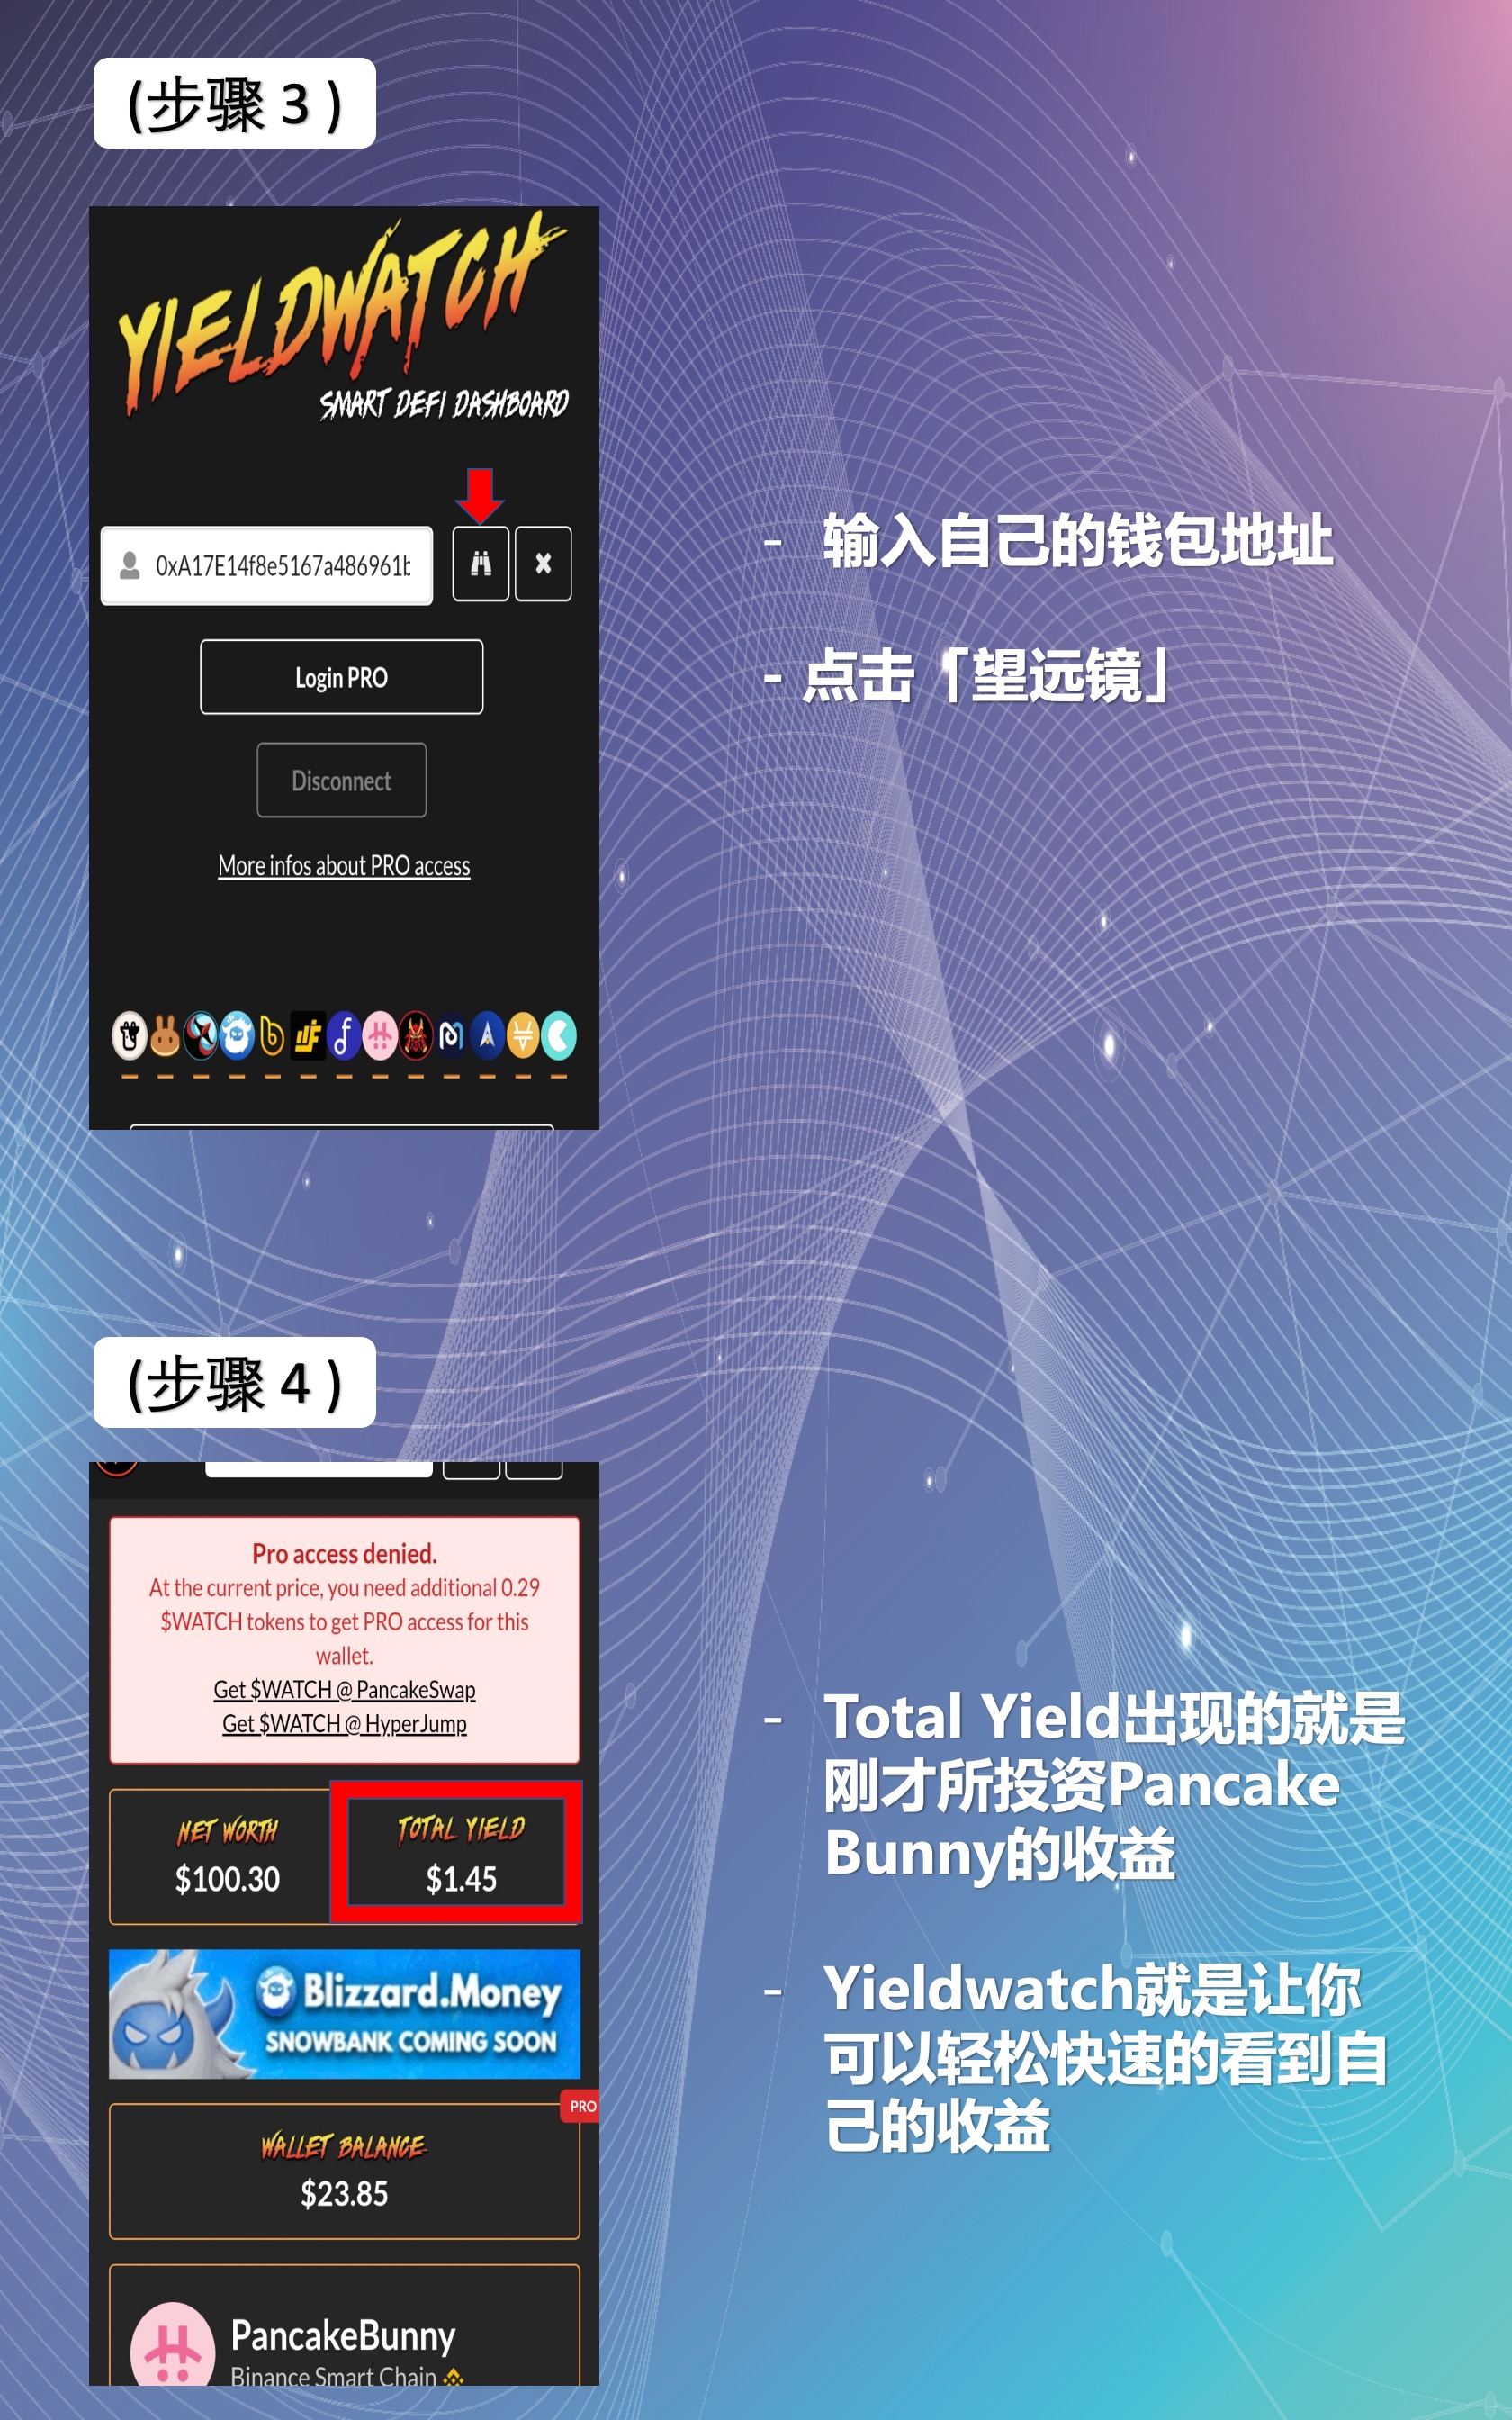 (步骤 3 )
YIELDWATCH
SMART DEFI DASHBOARD
0xA17E14f8e5167a486961b
Login PRO
Disconnect
More infos about PRO access
- 输入自己的钱包地址
- 点击「望远镜」
(步骤 4 )
Pro access denied.
At the current price, you need additional 0.29
$WATCH tokens to get PRO access for this
wallet.
Get $WATCH @ PancakeSwap
Get $WATCH @ HyperJump
NET WORTH
$100.30
TOTAL YIELD
$1.45
Blizzard.Money
SNOWBANK COMING SOON
PRO
WALLET BALANCE
$23.85
PancakeBunny
Binance Smart Chain
- Total Yield出现的就是
刚才所投资Pancake
Bunny的收益
- Yieldwatch就是让你
可以轻松快速的看到自
己的收益